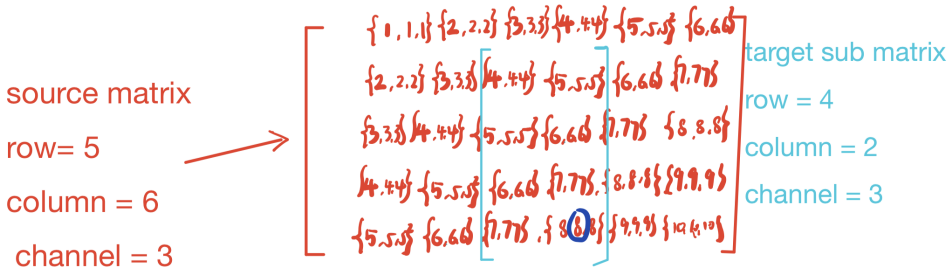 {1,1,1} {2,2.2} {3,3,3} {4.4.4} {5.5.5} {6,6.6}
{2,2.2} {3,3.3} {4.4.4} {5.5.5} {6,6.6} {7,7.7}
{3,3.3} {4.4.4} {5.5.5} {6,6.6} {7,7.7} {8.8.8}
{4.4.4} {5.5.5} {6,6.6} {7,7.7}.{8.8.8} {9.9.9}
{5.5.5} {6,6.6} {7,7.7}.{8 8.8} {9,9.9}
source matrix
row= 5
column = 6
channel = 3
target sub matrix
row = 4
column = 2
channel = 3